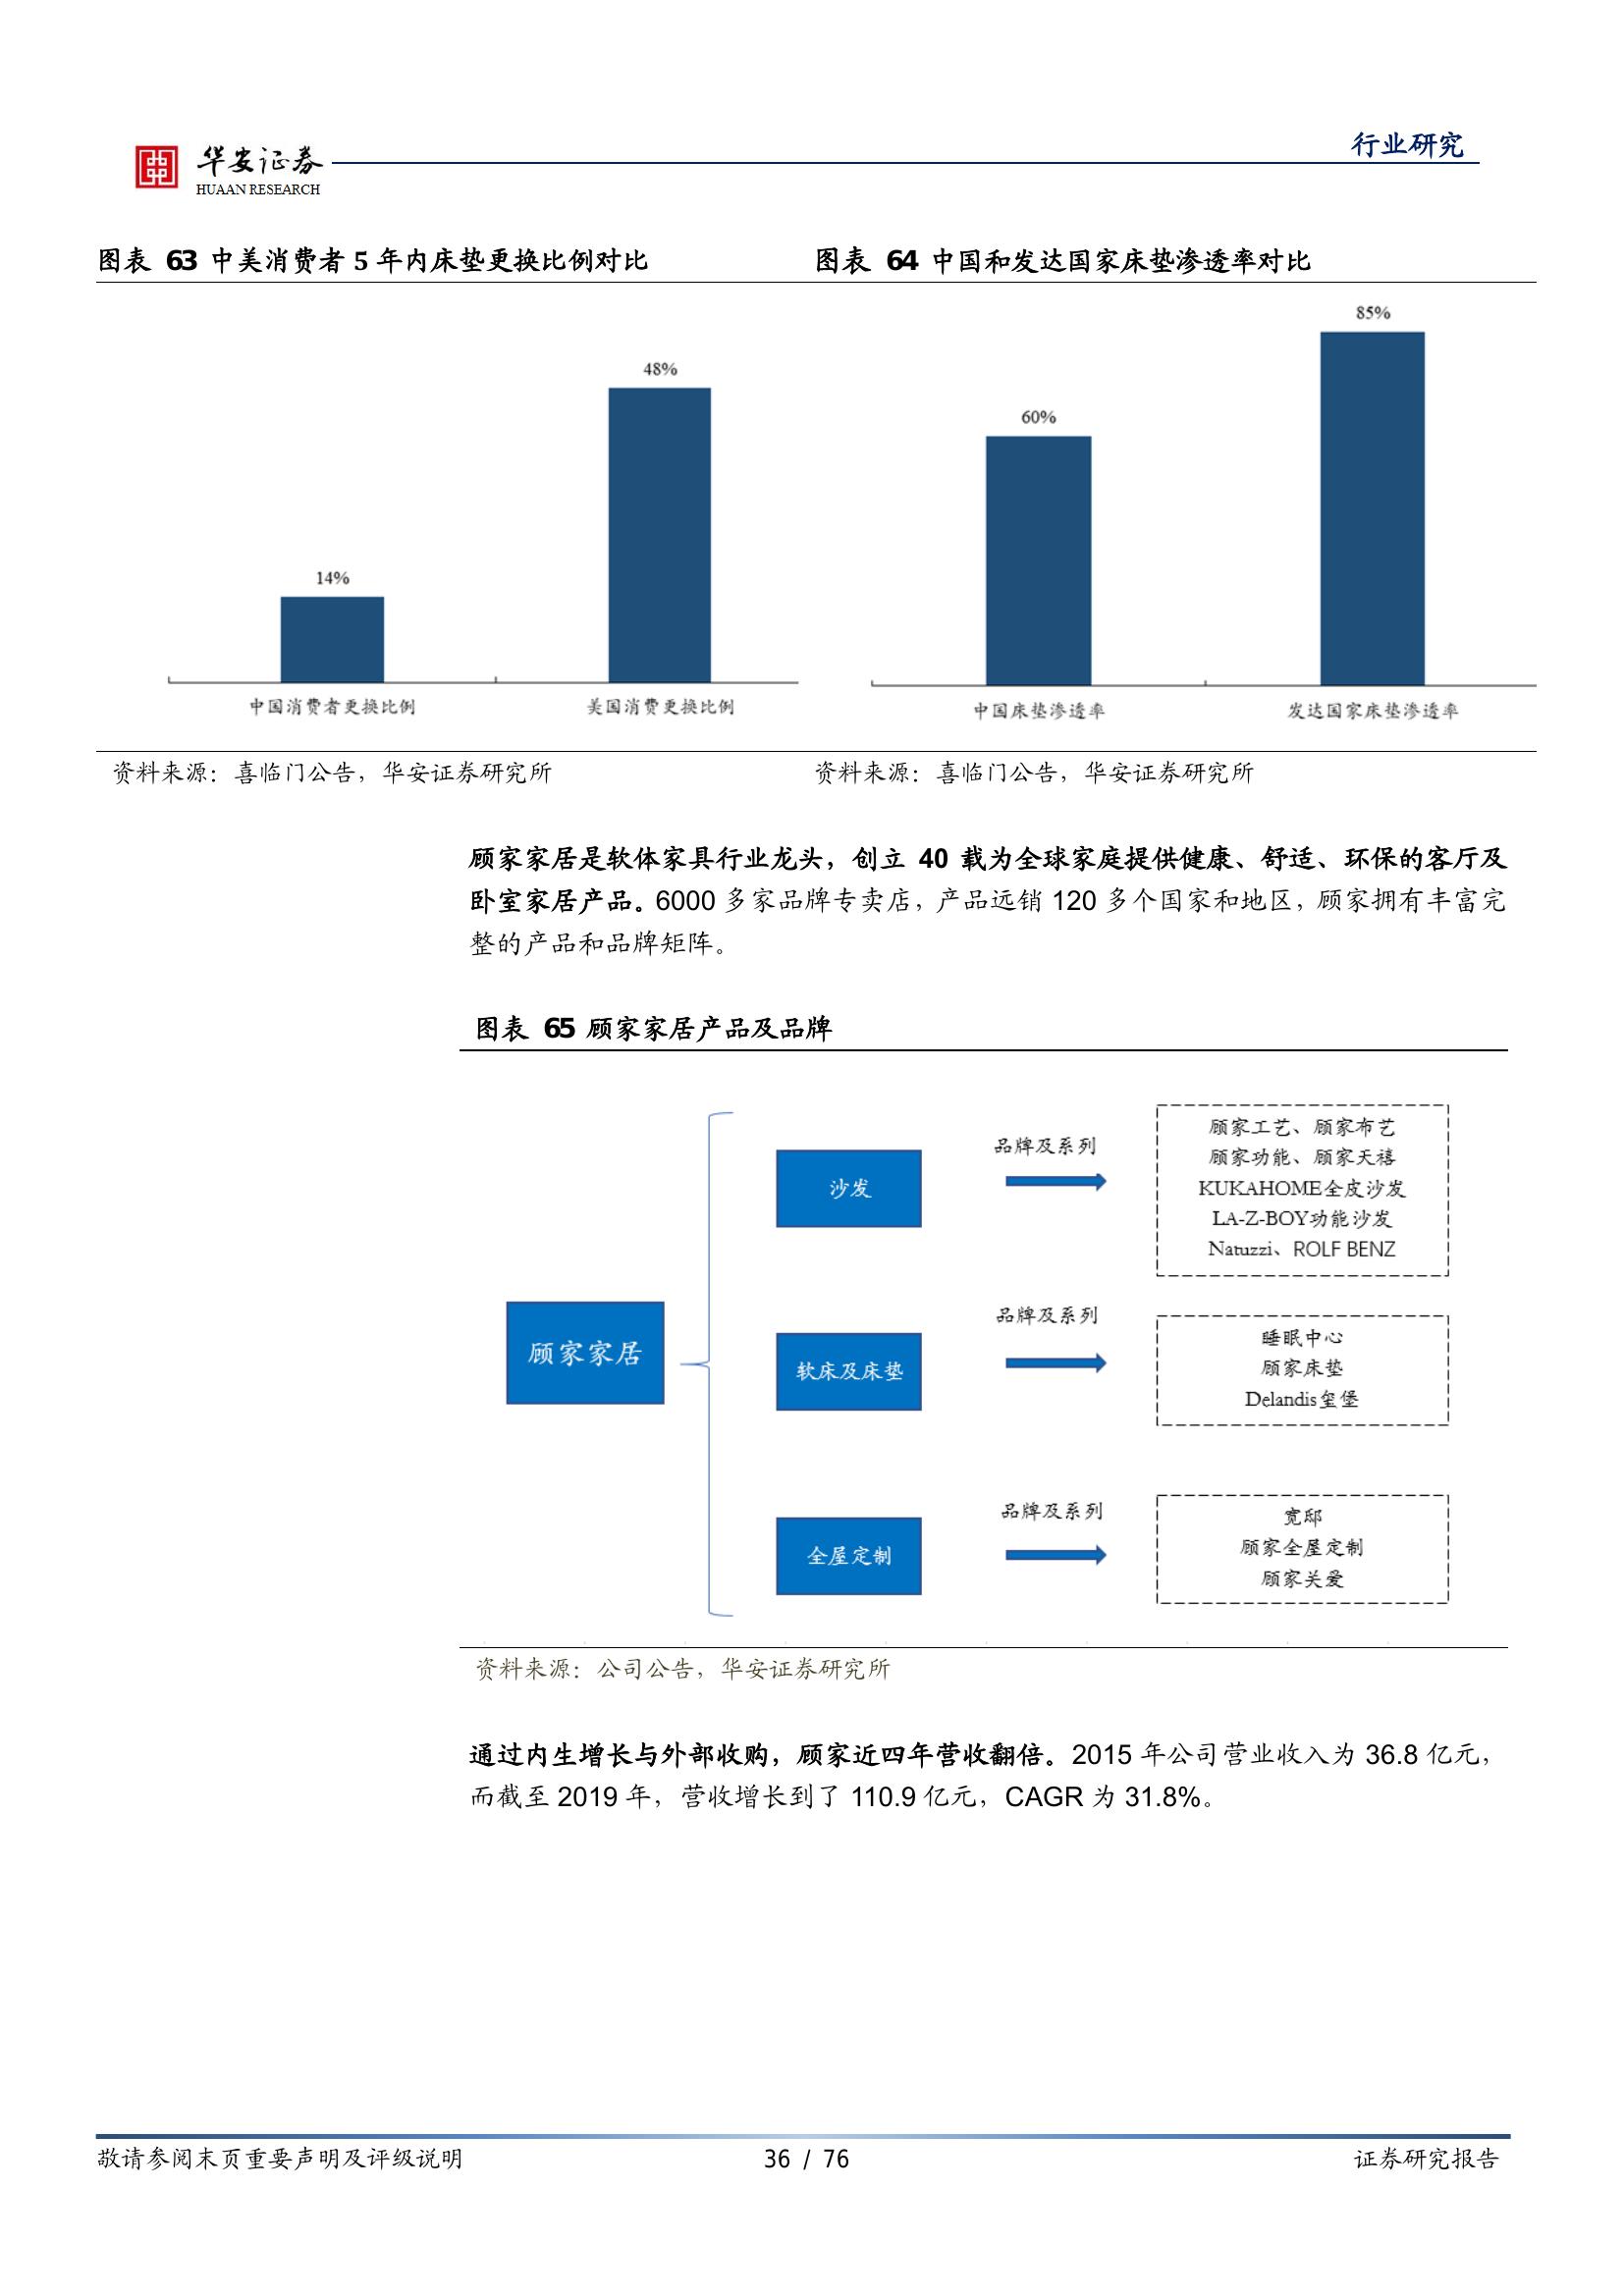 华安证券
HUAAN RESEARCH
行业研究
图表 63 中美消费者 5 年内床垫更换比例对比
48%
14%
中国消费者更换比例
美国消费更换比例
资料来源：喜临门公告，华安证券研究所
图表 64 中国和发达国家床垫渗透率对比
85%
60%
中国床垫渗透率
发达国家床垫渗透率
资料来源：喜临门公告，华安证券研究所
顾家家居是软体家具行业龙头，创立 40 载为全球家庭提供健康、舒适、环保的客厅及
卧室家居产品。6000 多家品牌专卖店，产品远销 120 多个国家和地区，顾家拥有丰富完
整的产品和品牌矩阵。
图表 65 顾家家居产品及品牌
顾家家居
沙发
品牌及系列
顾家工艺、顾家布艺
顾家功能、顾家天禧
KUKAHOME全皮沙发
LA-Z-BOY功能沙发
Natuzzi、ROLF BENZ
软床及床垫
品牌及系列
睡眠中心
顾家床垫
Delandis玺堡
全屋定制
品牌及系列
宽邸
顾家全屋定制
顾家关爱
资料来源：公司公告，华安证券研究所
通过内生增长与外部收购，顾家近四年营收翻倍。2015 年公司营业收入为 36.8 亿元，
而截至 2019 年，营收增长到了 110.9 亿元，CAGR 为 31.8%。
敬请参阅末页重要声明及评级说明
36 / 76
证券研究报告